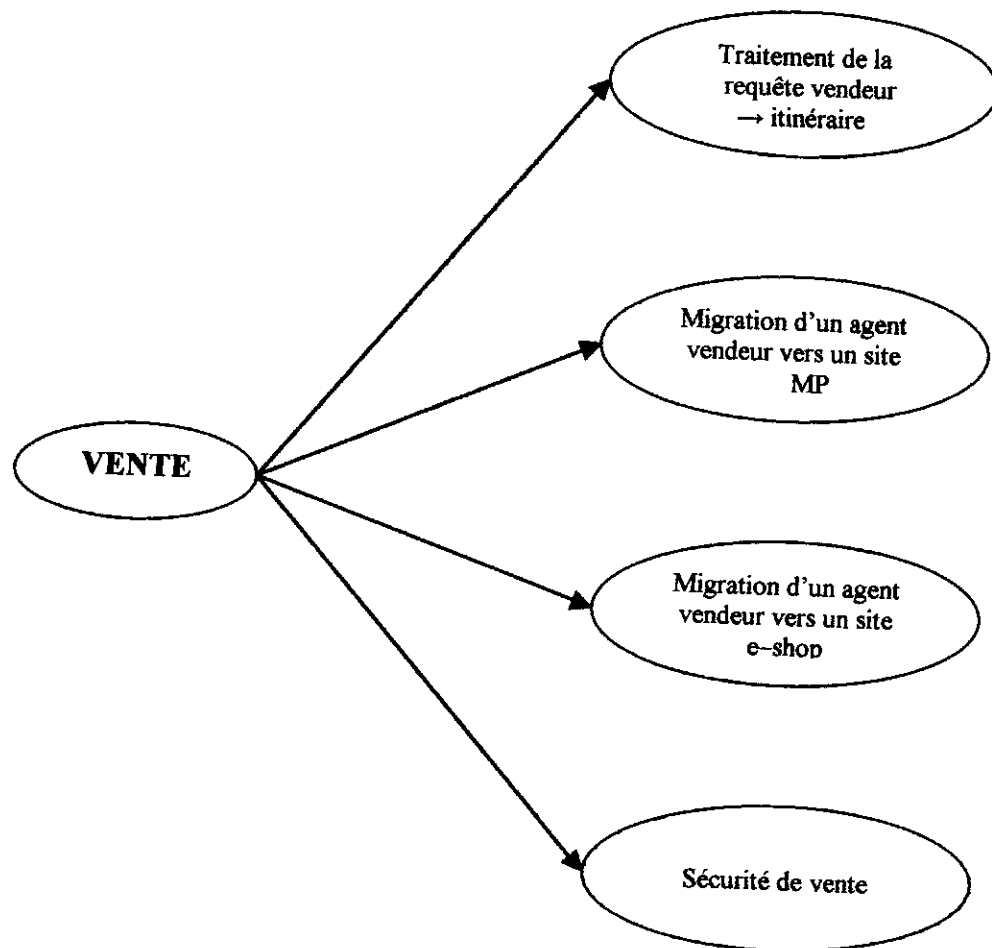 Traitement de la
requête vendeur
→ itinéraire
Migration d'un agent
vendeur vers un site
MP
VENTE
Migration d'un agent
vendeur vers un site
e-shop
Sécurité de vente